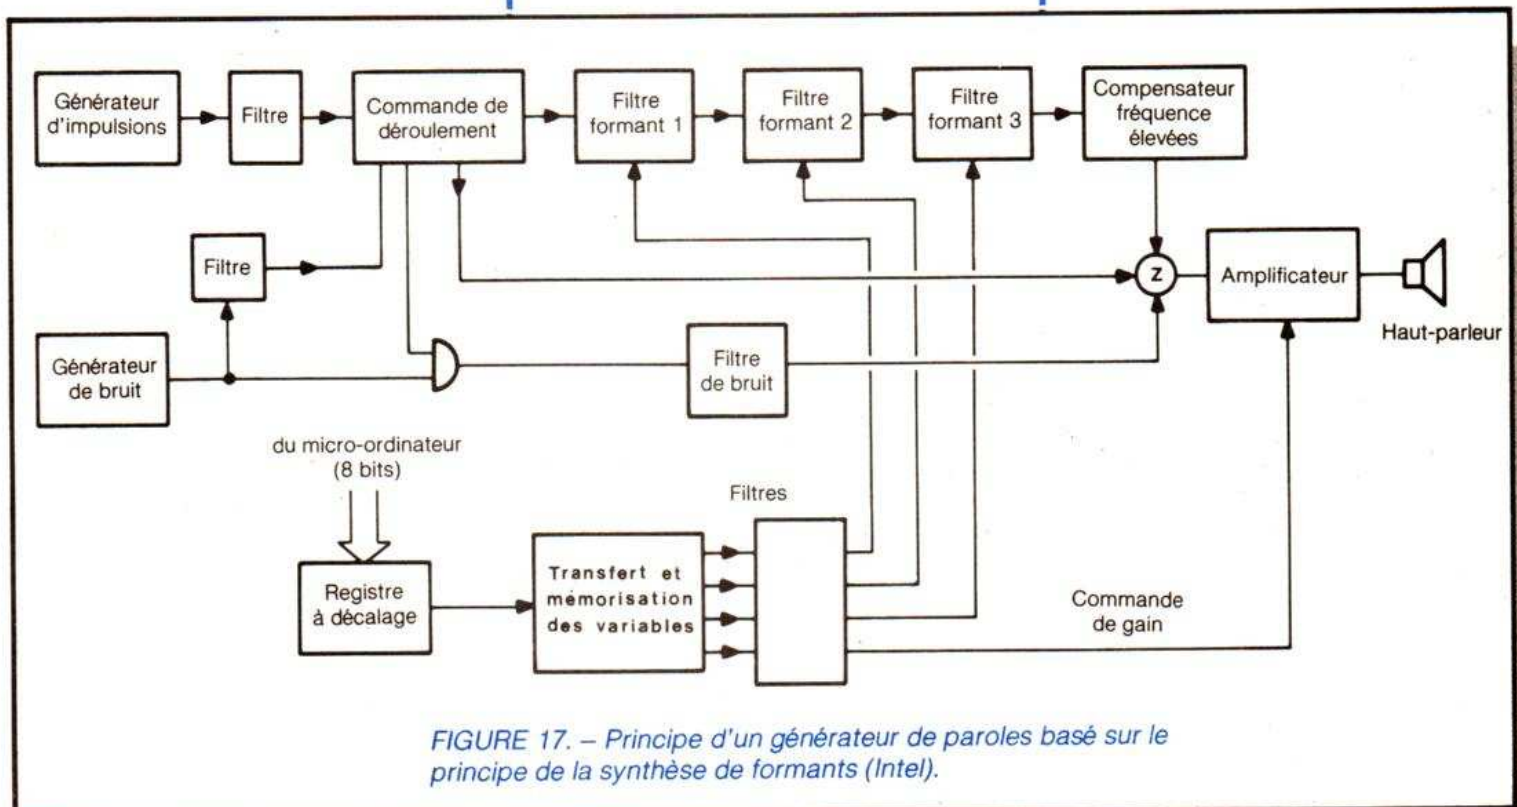 Générateur
d'impulsions
Filtre
Commande de
déroulement
Filtre
formant 1
Filtre
formant 2
Filtre
formant 3
Compensateur
fréquence
élevées
Filtre
Z
Amplificateur
Haut-parleur
Générateur
de bruit
Filtre
de bruit
du micro-ordinateur
(8 bits)
Filtres
Registre
à décalage
Transfert et
mémorisation
des variables
Commande
de gain
FIGURE 17. – Principe d'un générateur de paroles basé sur le
principe de la synthèse de formants (Intel).